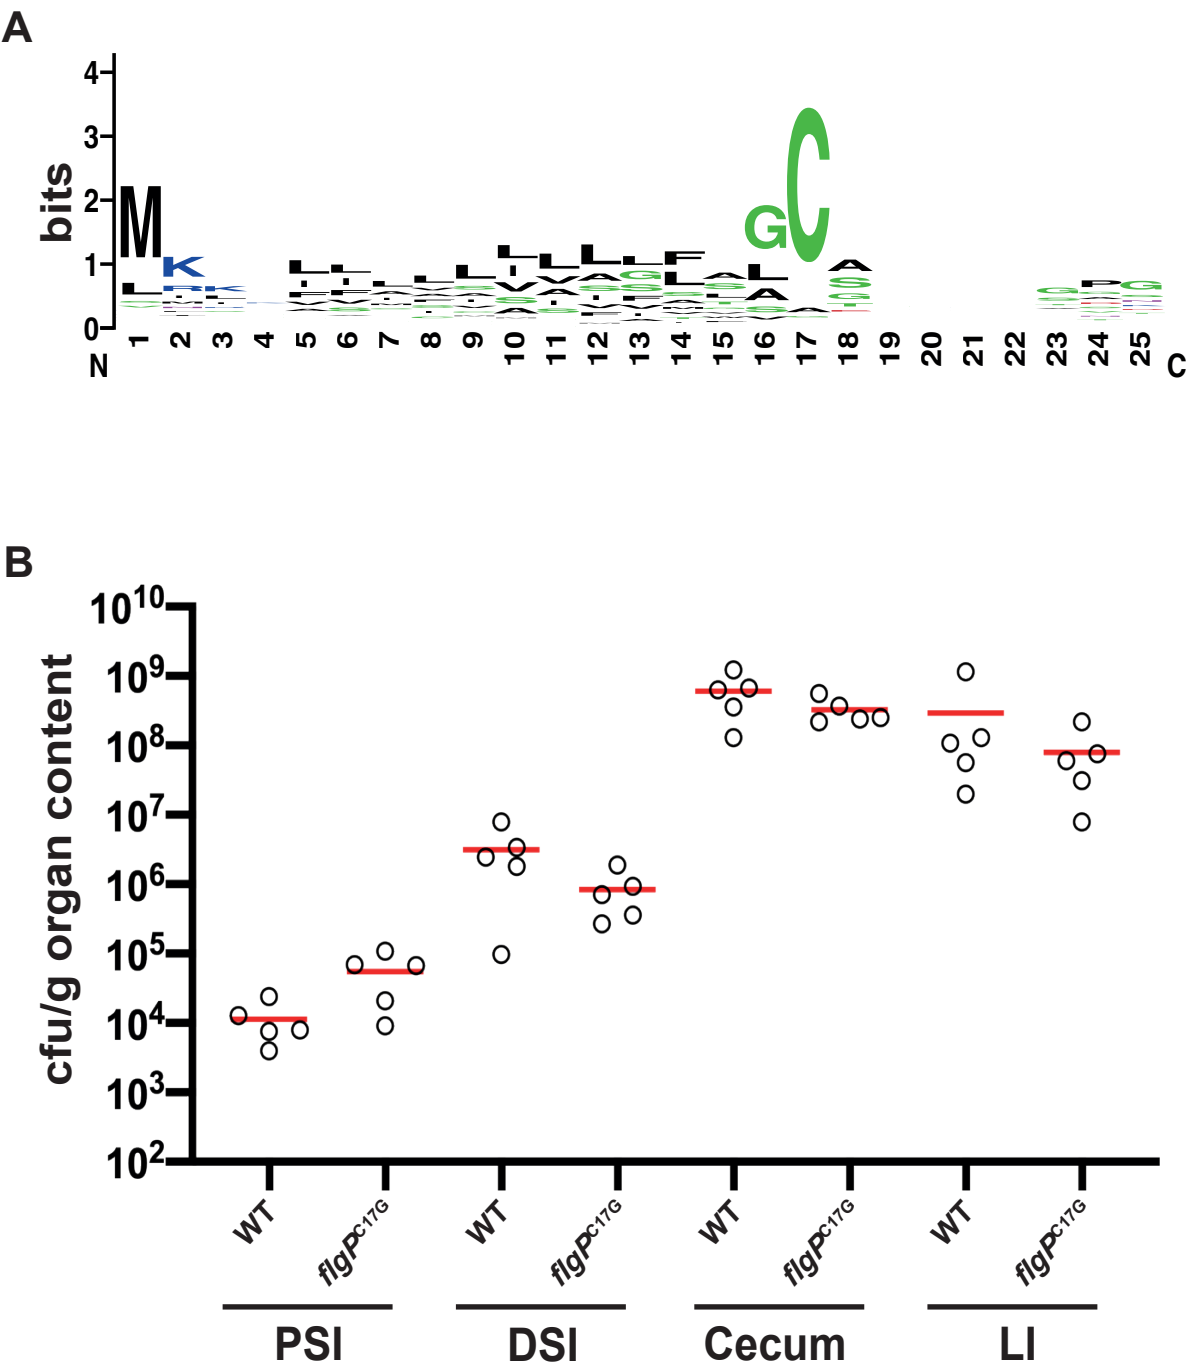 A
bits
4
3
2
1
0
M
L
K
R K
L
L
L
L
L
L
L
L
F
L
A
L
A
G
C
A
S
G
G
P
G
N
1 2 3 4 5 6 7 8 9 10 11 12 13 14 15 16 17 18 19 20 21 22 23 24 25
C
B
cfu/g organ content
10^10
10^9
10^8
10^7
10^6
10^5
10^4
10^3
10^2
WT flgP^C17G WT flgP^C17G WT flgP^C17G WT flgP^C17G
PSI DSI Cecum LI